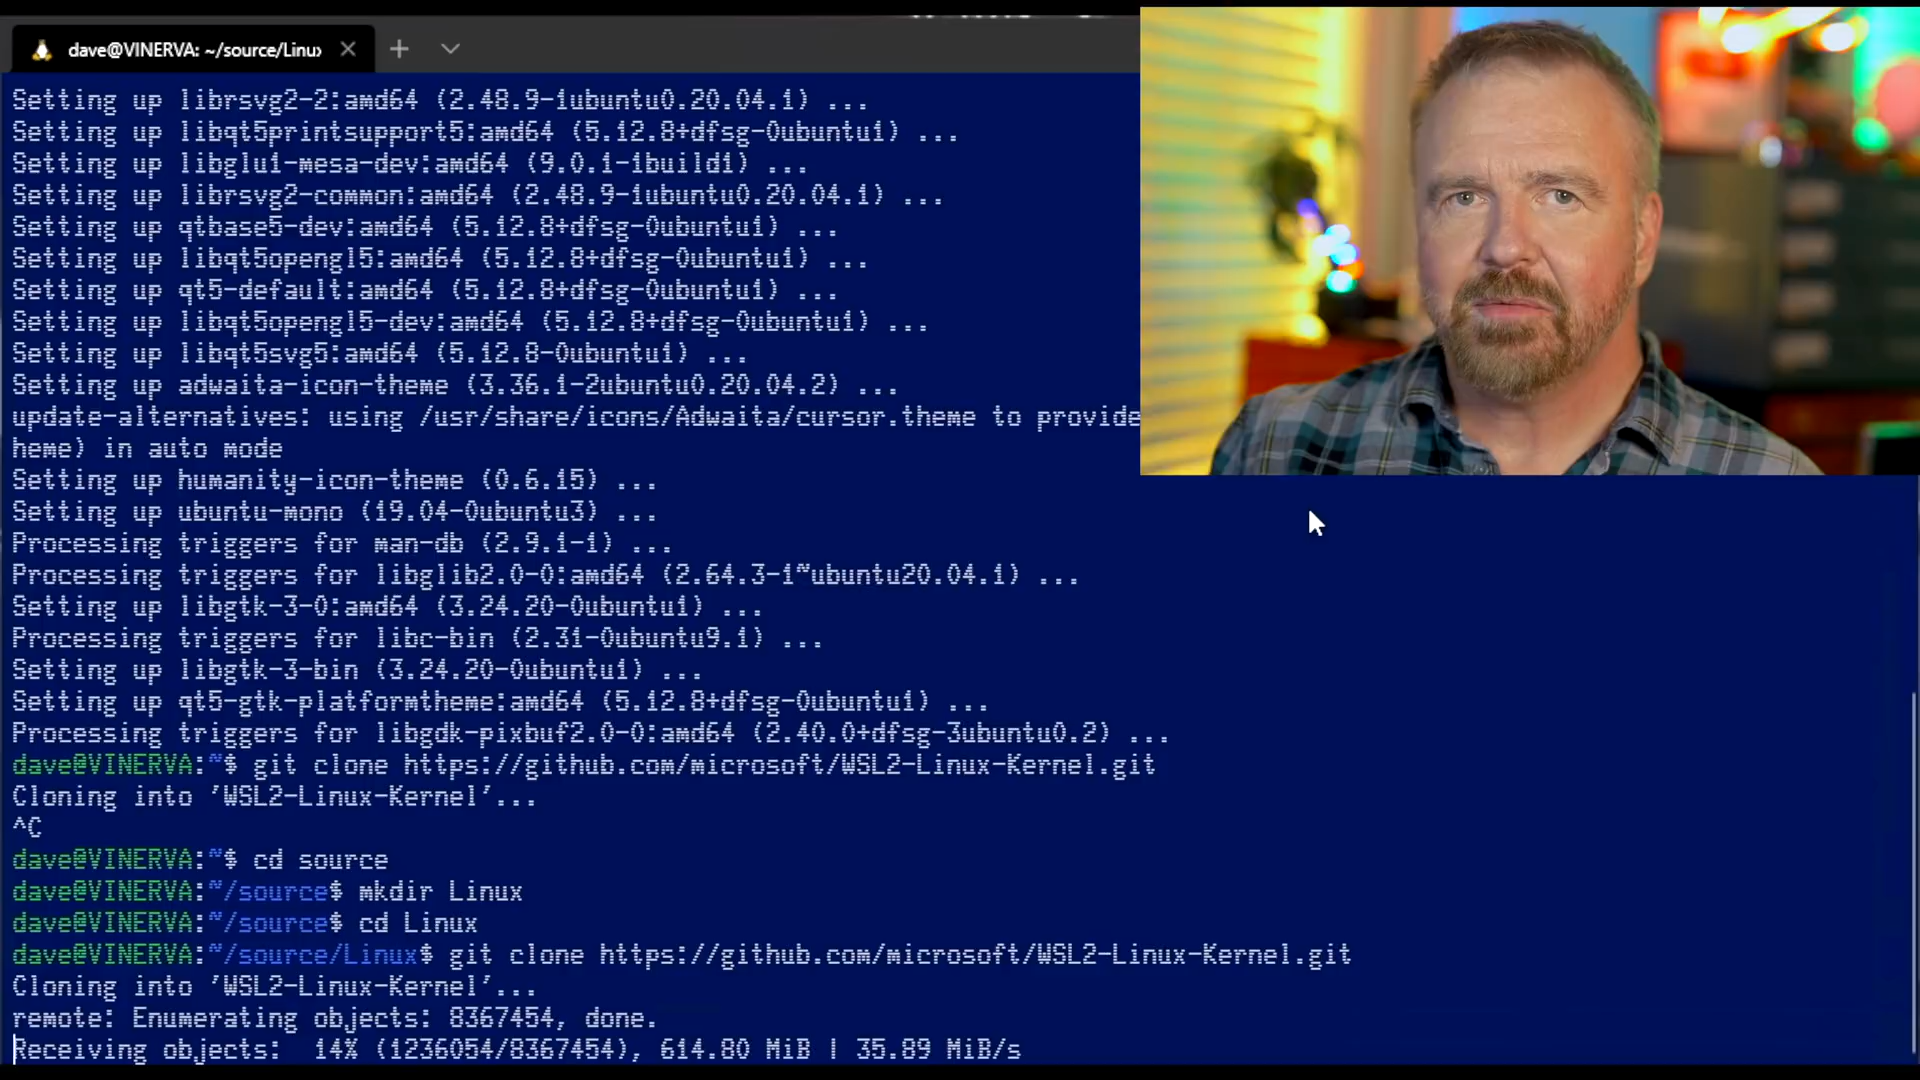 dave@VINERVA: ~/source/Linux
Setting up librsvg2-2:amd64 (2.48.9-1ubuntu0.20.04.1) ...
Setting up libqt5printsupport5:amd64 (5.12.8+dfsg-0ubuntu1) ...
Setting up libglu1-mesa-dev:amd64 (9.0.1-1build1) ...
Setting up librsvg2-common:amd64 (2.48.9-1ubuntu0.20.04.1) ...
Setting up qtbase5-dev:amd64 (5.12.8+dfsg-0ubuntu1) ...
Setting up libqt5opengl5:amd64 (5.12.8+dfsg-0ubuntu1) ...
Setting up qt5-default:amd64 (5.12.8+dfsg-0ubuntu1) ...
Setting up libqt5opengl5-dev:amd64 (5.12.8+dfsg-0ubuntu1) ...
Setting up libqt5svg5:amd64 (5.12.8-0ubuntu1) ...
Setting up adwaita-icon-theme (3.36.1-2ubuntu0.20.04.2) ...
update-alternatives: using /usr/share/icons/Adwaita/cursor.theme to provide
heme) in auto mode
Setting up humanity-icon-theme (0.6.15) ...
Setting up ubuntu-mono (19.04-0ubuntu3) ...
Processing triggers for man-db (2.9.1-1) ...
Processing triggers for libglib2.0-0:amd64 (2.64.3-1~ubuntu20.04.1) ...
Setting up libgtk-3-0:amd64 (3.24.20-0ubuntu1) ...
Processing triggers for libc-bin (2.31-0ubuntu9.1) ...
Setting up libgtk-3-bin (3.24.20-0ubuntu1) ...
Setting up qt5-gtk-platformtheme:amd64 (5.12.8+dfsg-0ubuntu1) ...
Processing triggers for libgdk-pixbuf2.0-0:amd64 (2.40.0+dfsg-3ubuntu0.2) ...
dave@VINERVA:~$ git clone https://github.com/microsoft/WSL2-Linux-Kernel.git
Cloning into 'WSL2-Linux-Kernel'...
^C
dave@VINERVA:~$ cd source
dave@VINERVA:~/source$ mkdir Linux
dave@VINERVA:~/source$ cd Linux
dave@VINERVA:~/source/Linux$ git clone https://github.com/microsoft/WSL2-Linux-Kernel.git
Cloning into 'WSL2-Linux-Kernel'...
remote: Enumerating objects: 8367454, done.
Receiving objects:  14% (1236054/8367454), 614.80 MiB | 35.89 MiB/s